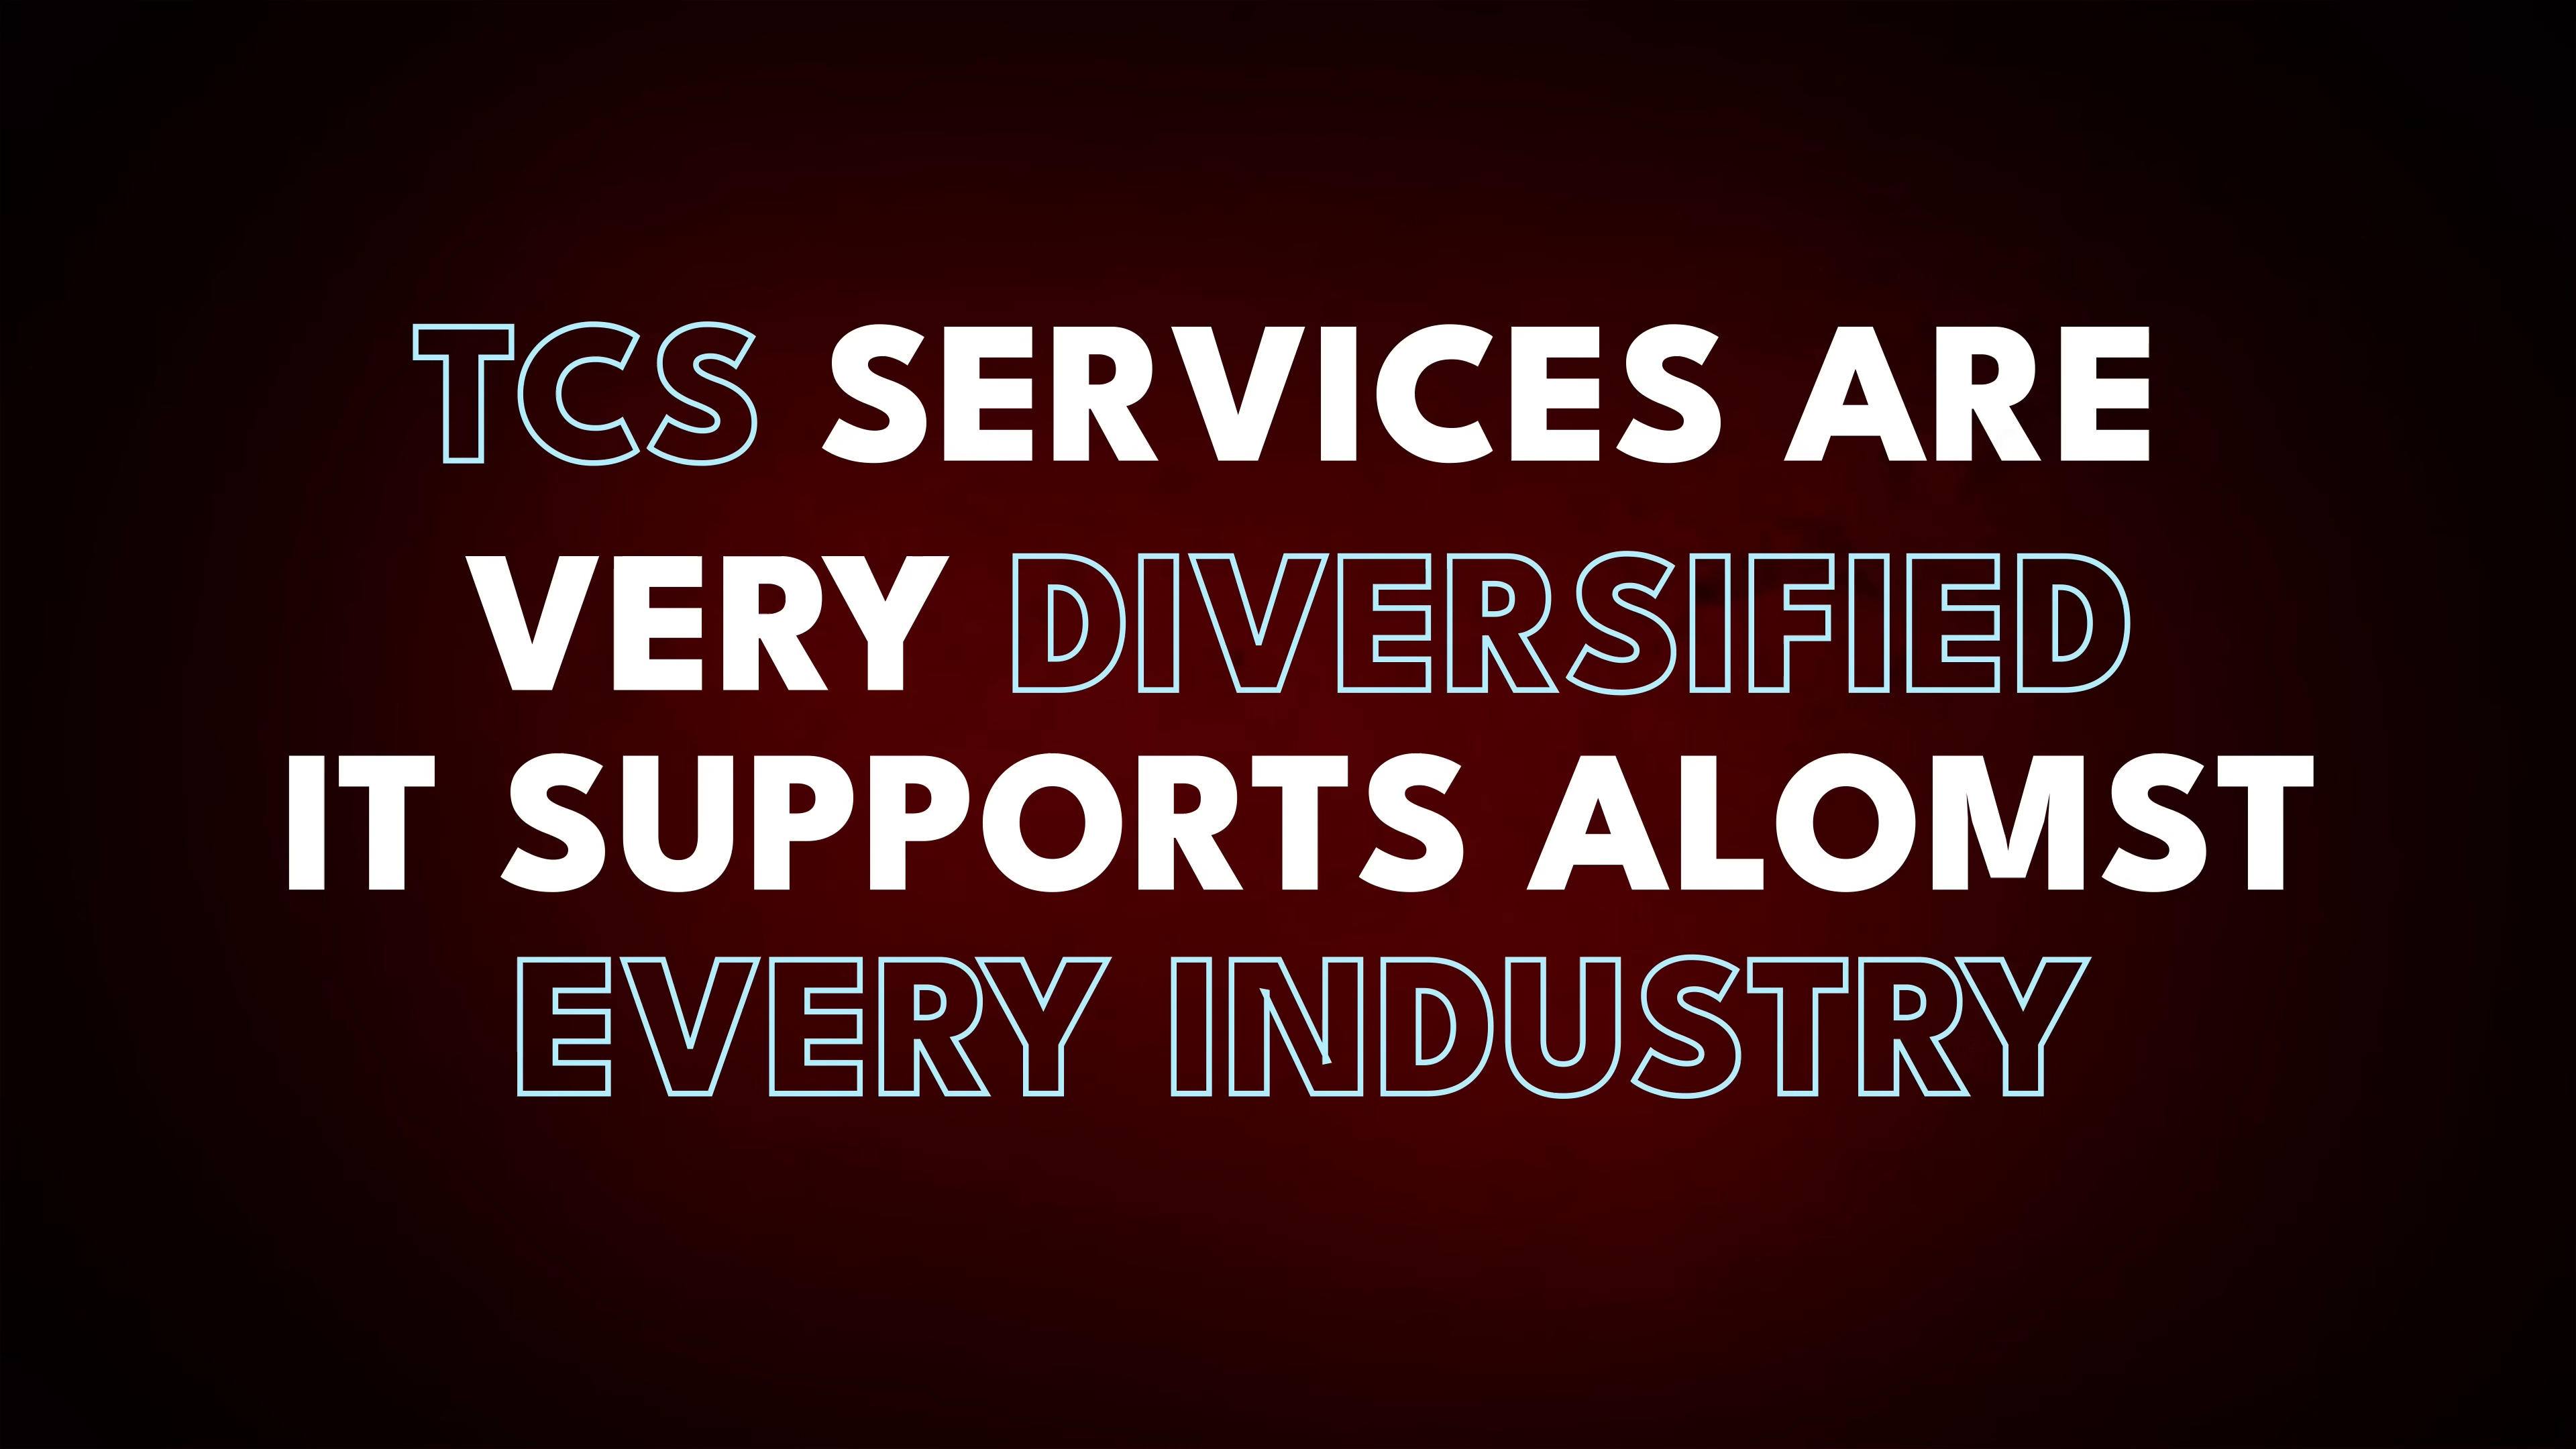 TCS SERVICES ARE
VERY DIVERSIFIED
IT SUPPORTS ALOMST
EVERY INDUSTRY